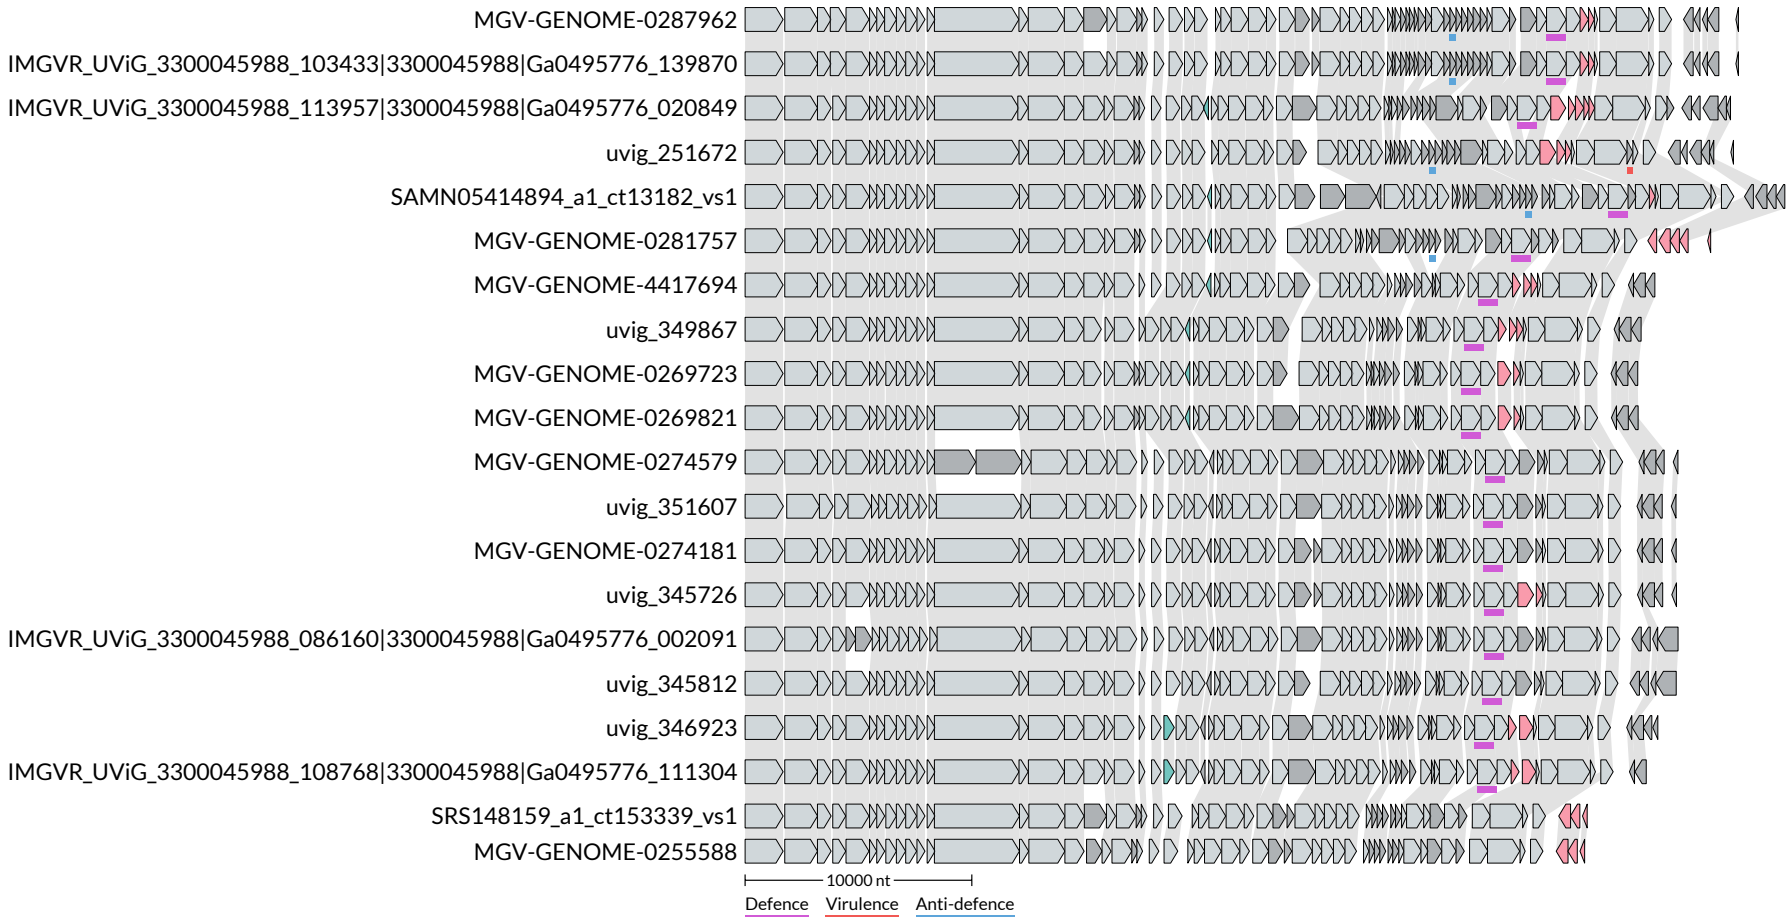 MGV-GENOME-0287962
IMGVR_UViG_3300045988_103433|3300045988|Ga0495776_139870
IMGVR_UViG_3300045988_113957|3300045988|Ga0495776_020849
uvig_251672
SAMN05414894_a1_ct13182_vs1
MGV-GENOME-0281757
MGV-GENOME-4417694
uvig_349867
MGV-GENOME-0269723
MGV-GENOME-0269821
MGV-GENOME-0274579
uvig_351607
MGV-GENOME-0274181
uvig_345726
IMGVR_UViG_3300045988_086160|3300045988|Ga0495776_002091
uvig_345812
uvig_346923
IMGVR_UViG_3300045988_108768|3300045988|Ga0495776_111304
SRS148159_a1_ct153339_vs1
MGV-GENOME-0255588
10000 nt
Defence Virulence Anti-defence